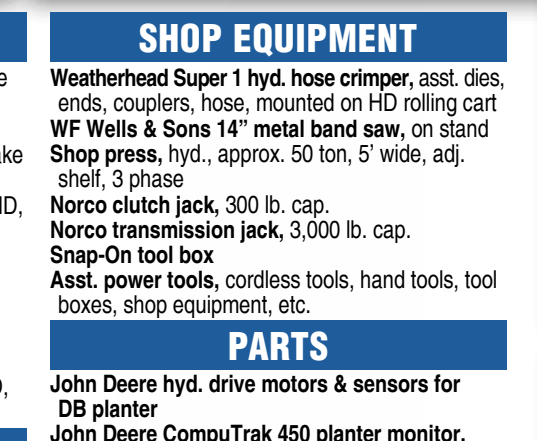 SHOP EQUIPMENT
Weatherhead Super 1 hyd. hose crimper, asst. dies,
ends, couplers, hose, mounted on HD rolling cart
WF Wells & Sons 14” metal band saw, on stand
Shop press, hyd., approx. 50 ton, 5’ wide, adj.
shelf, 3 phase
Norco clutch jack, 300 lb. cap.
Norco transmission jack, 3,000 lb. cap.
Snap-On tool box
Asst. power tools, cordless tools, hand tools, tool
boxes, shop equipment, etc.
PARTS
John Deere hyd. drive motors & sensors for
DB planter
John Deere CompuTrak 450 planter monitor,